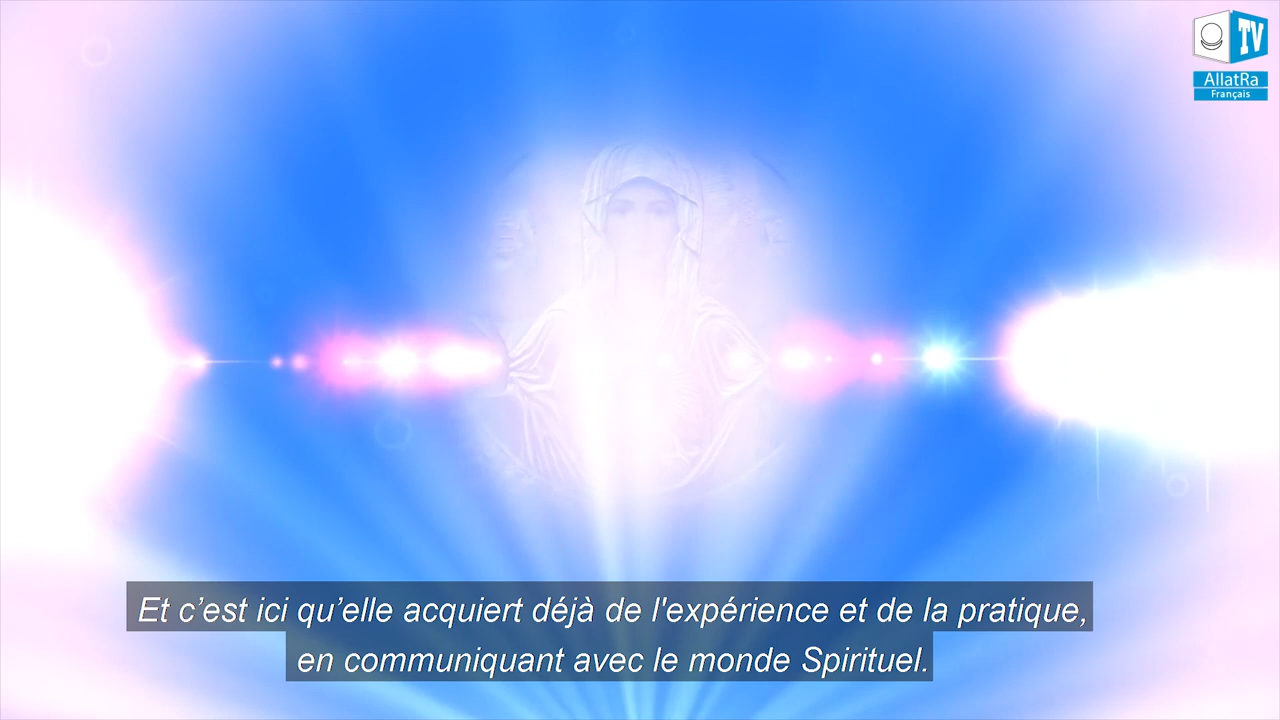 TV
AllatRa
Français
Et c’est ici qu’elle acquiert déjà de l'expérience et de la pratique,
en communiquant avec le monde Spirituel.